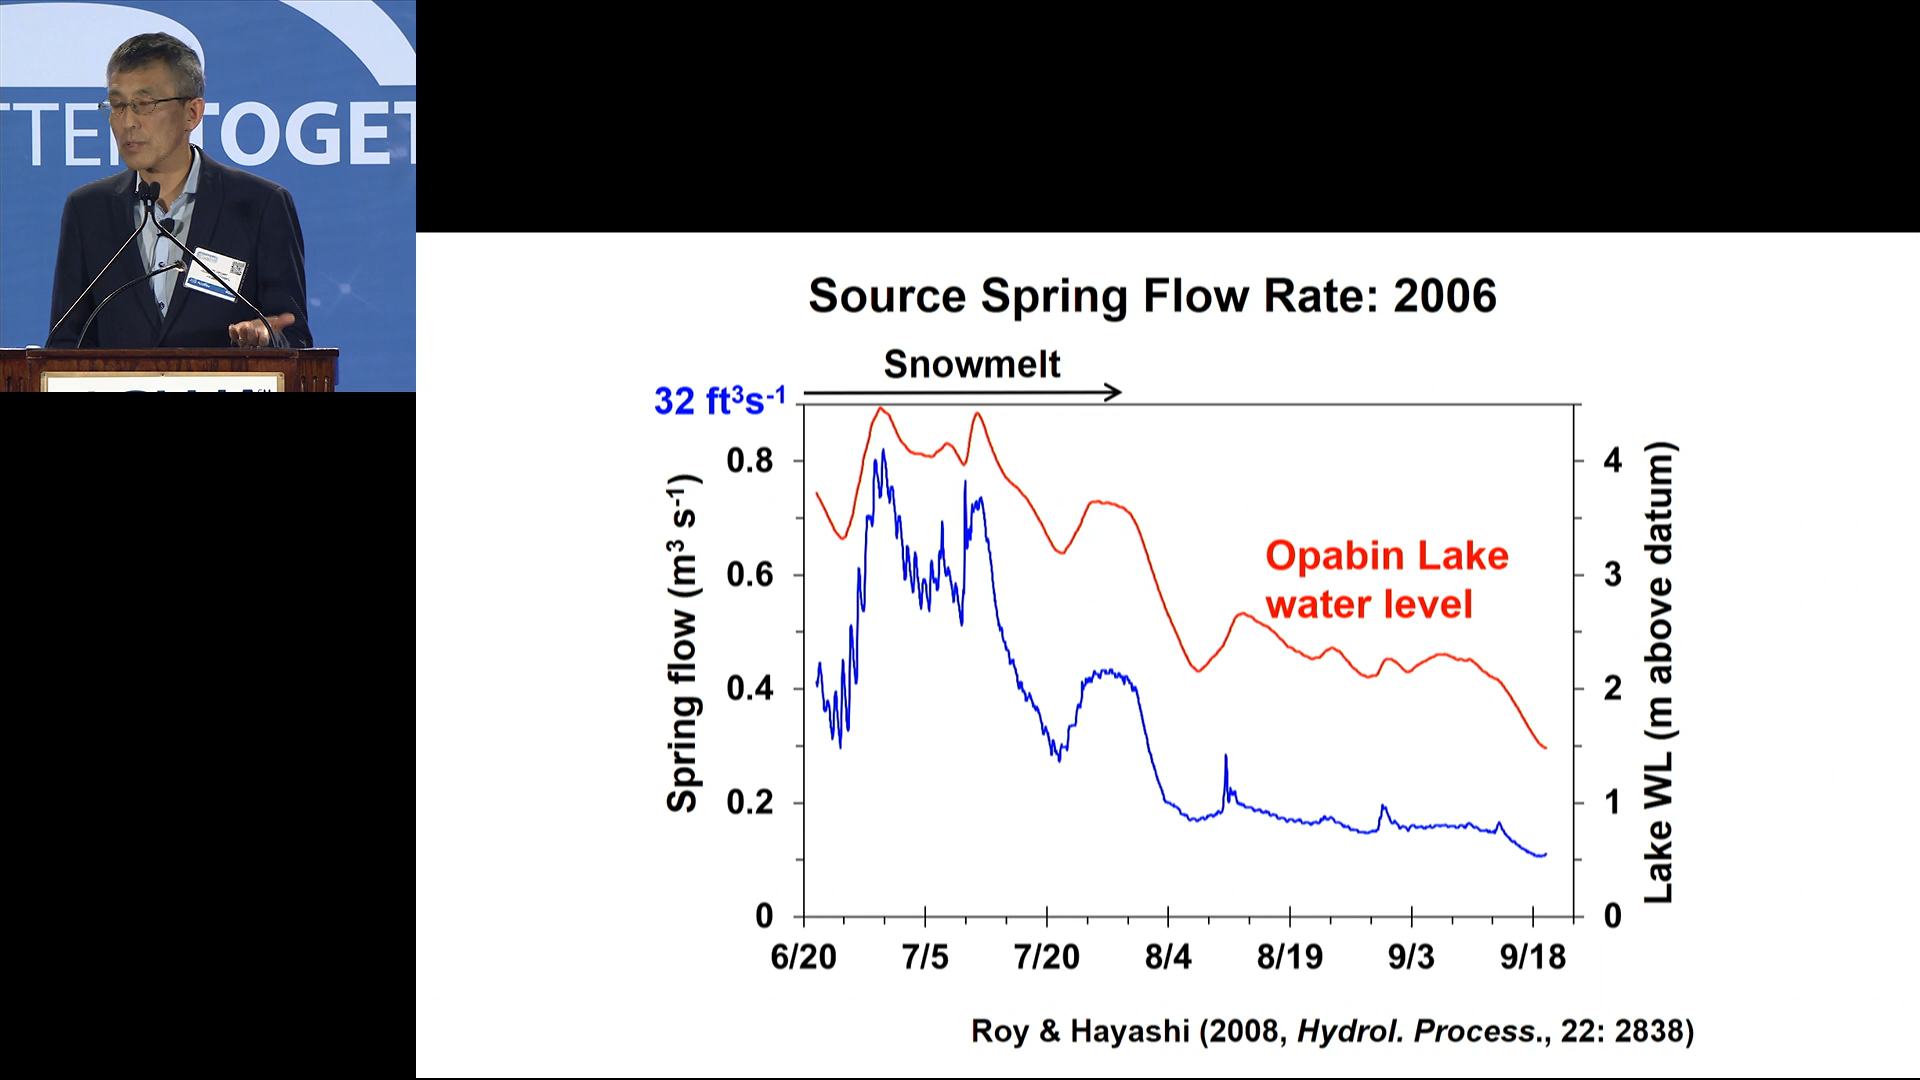 TTE TOGET
Source Spring Flow Rate: 2006
Snowmelt
32 ft³s⁻¹
Spring flow (m³ s⁻¹)
0.8
0.6
0.4
0.2
0
Opabin Lake
water level
4
3
2
1
0
Lake WL (m above datum)
6/20 7/5 7/20 8/4 8/19 9/3 9/18
Roy & Hayashi (2008, Hydrol. Process., 22: 2838)